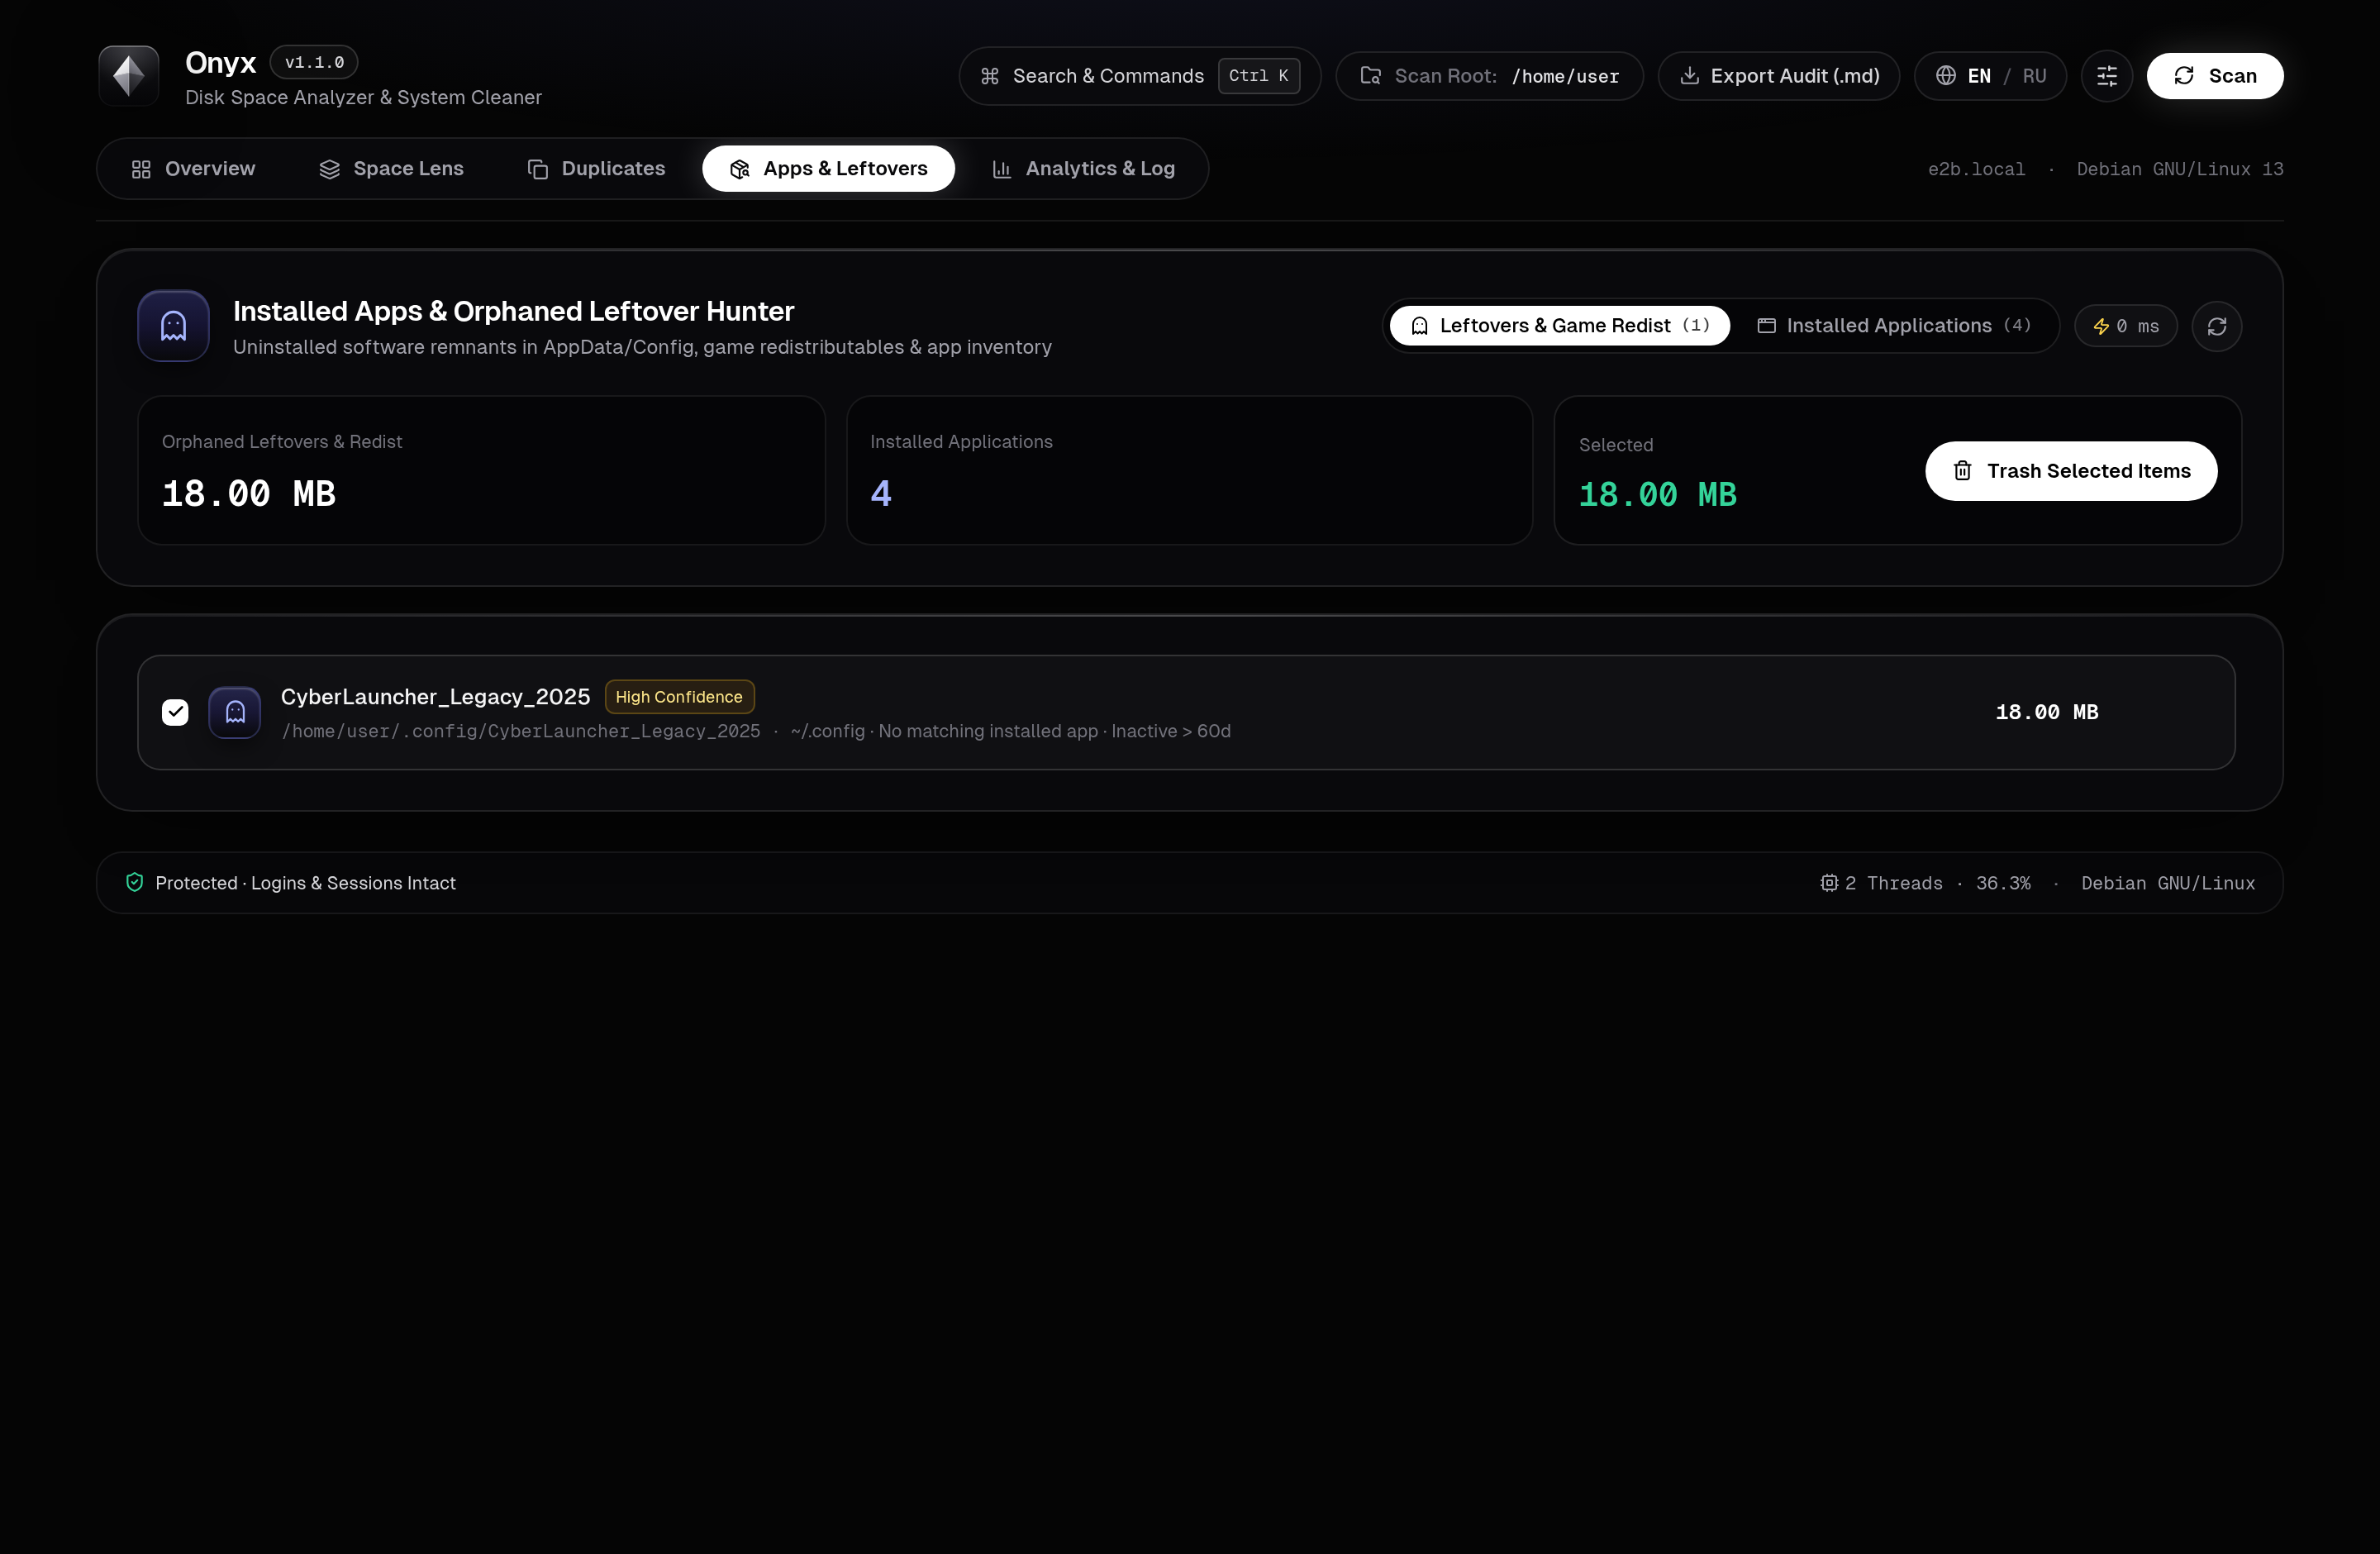 Onyx v1.1.0
Disk Space Analyzer & System Cleaner
Search & Commands Ctrl K
Scan Root: /home/user
Export Audit (.md)
EN / RU
Scan
Overview
Space Lens
Duplicates
Apps & Leftovers
Analytics & Log
e2b.local · Debian GNU/Linux 13
Installed Apps & Orphaned Leftover Hunter
Uninstalled software remnants in AppData/Config, game redistributables & app inventory
Leftovers & Game Redist (1)
Installed Applications (4)
0 ms
Orphaned Leftovers & Redist
18.00 MB
Installed Applications
4
Selected
18.00 MB
Trash Selected Items
CyberLauncher_Legacy_2025 High Confidence
/home/user/.config/CyberLauncher_Legacy_2025 · ~/.config · No matching installed app · Inactive > 60d
18.00 MB
Protected · Logins & Sessions Intact
2 Threads · 36.3% · Debian GNU/Linux